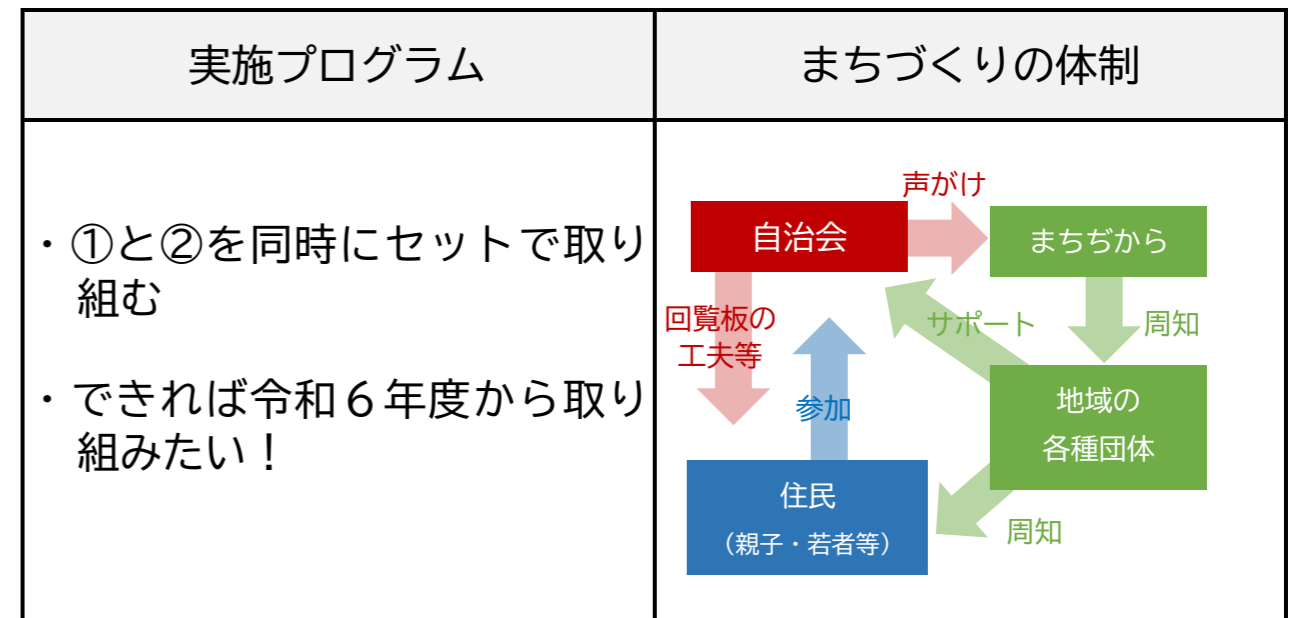 実施プログラム
まちづくりの体制
・①と②を同時にセットで取り
組む
・できれば令和６年度から取り
組みたい！
声がけ
自治会
まちぢから
回覧板の
工夫等
サポート
周知
参加
地域の
各種団体
住民
（親子・若者等）
周知